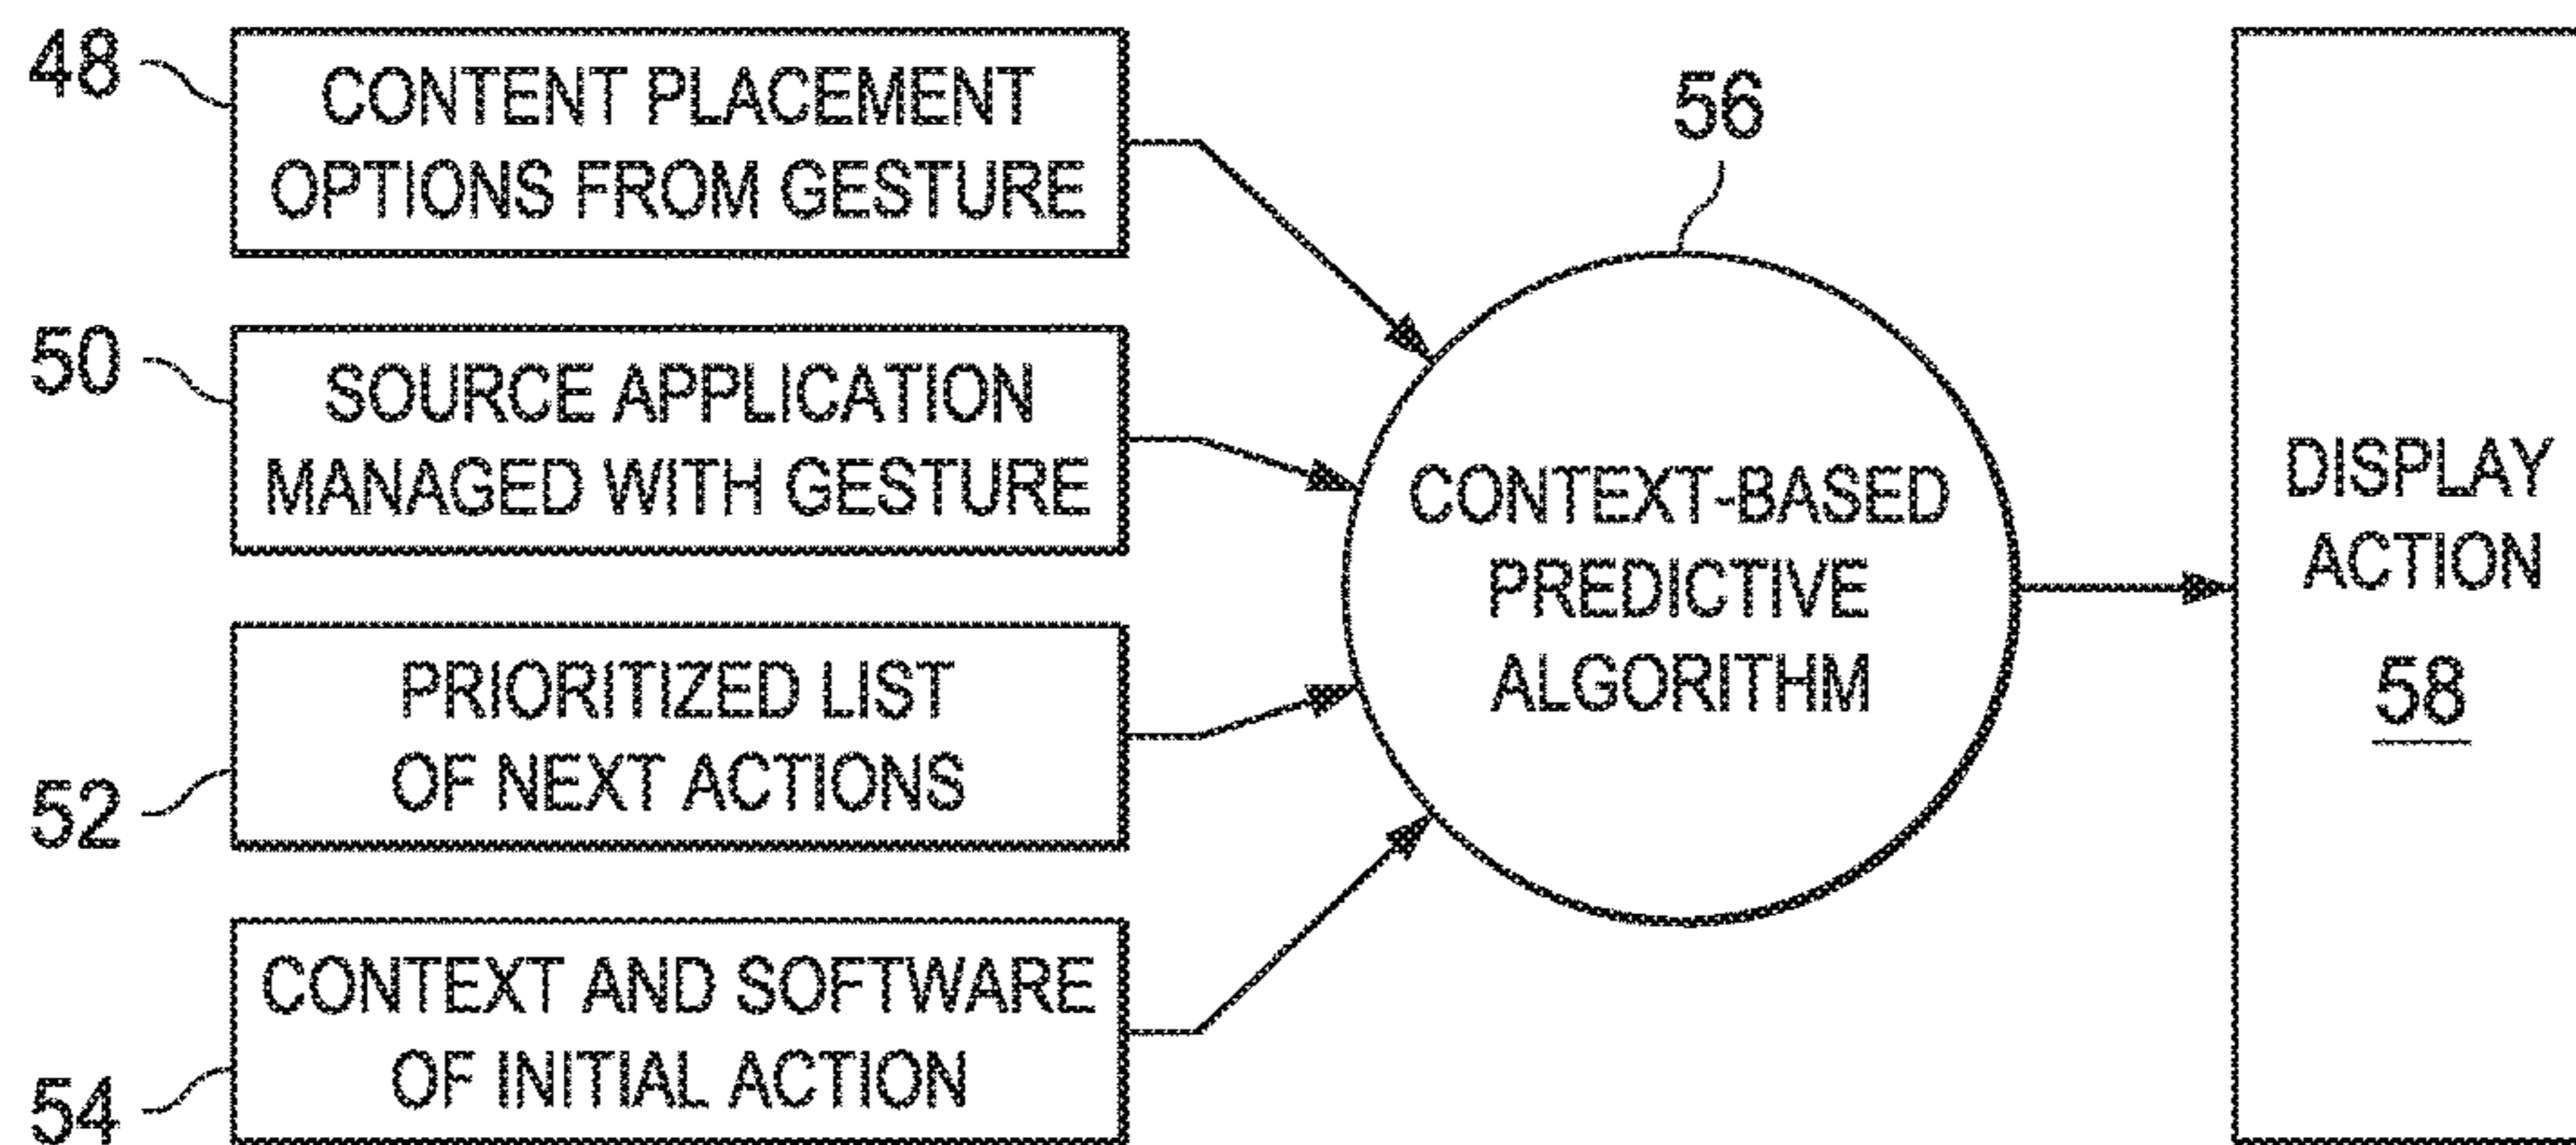 48
CONTENT PLACEMENT
OPTIONS FROM GESTURE
50
SOURCE APPLICATION
MANAGED WITH GESTURE
52
PRIORITIZED LIST
OF NEXT ACTIONS
54
CONTEXT AND SOFTWARE
OF INITIAL ACTION
56
CONTEXT-BASED
PREDICTIVE
ALGORITHM
DISPLAY
ACTION
58